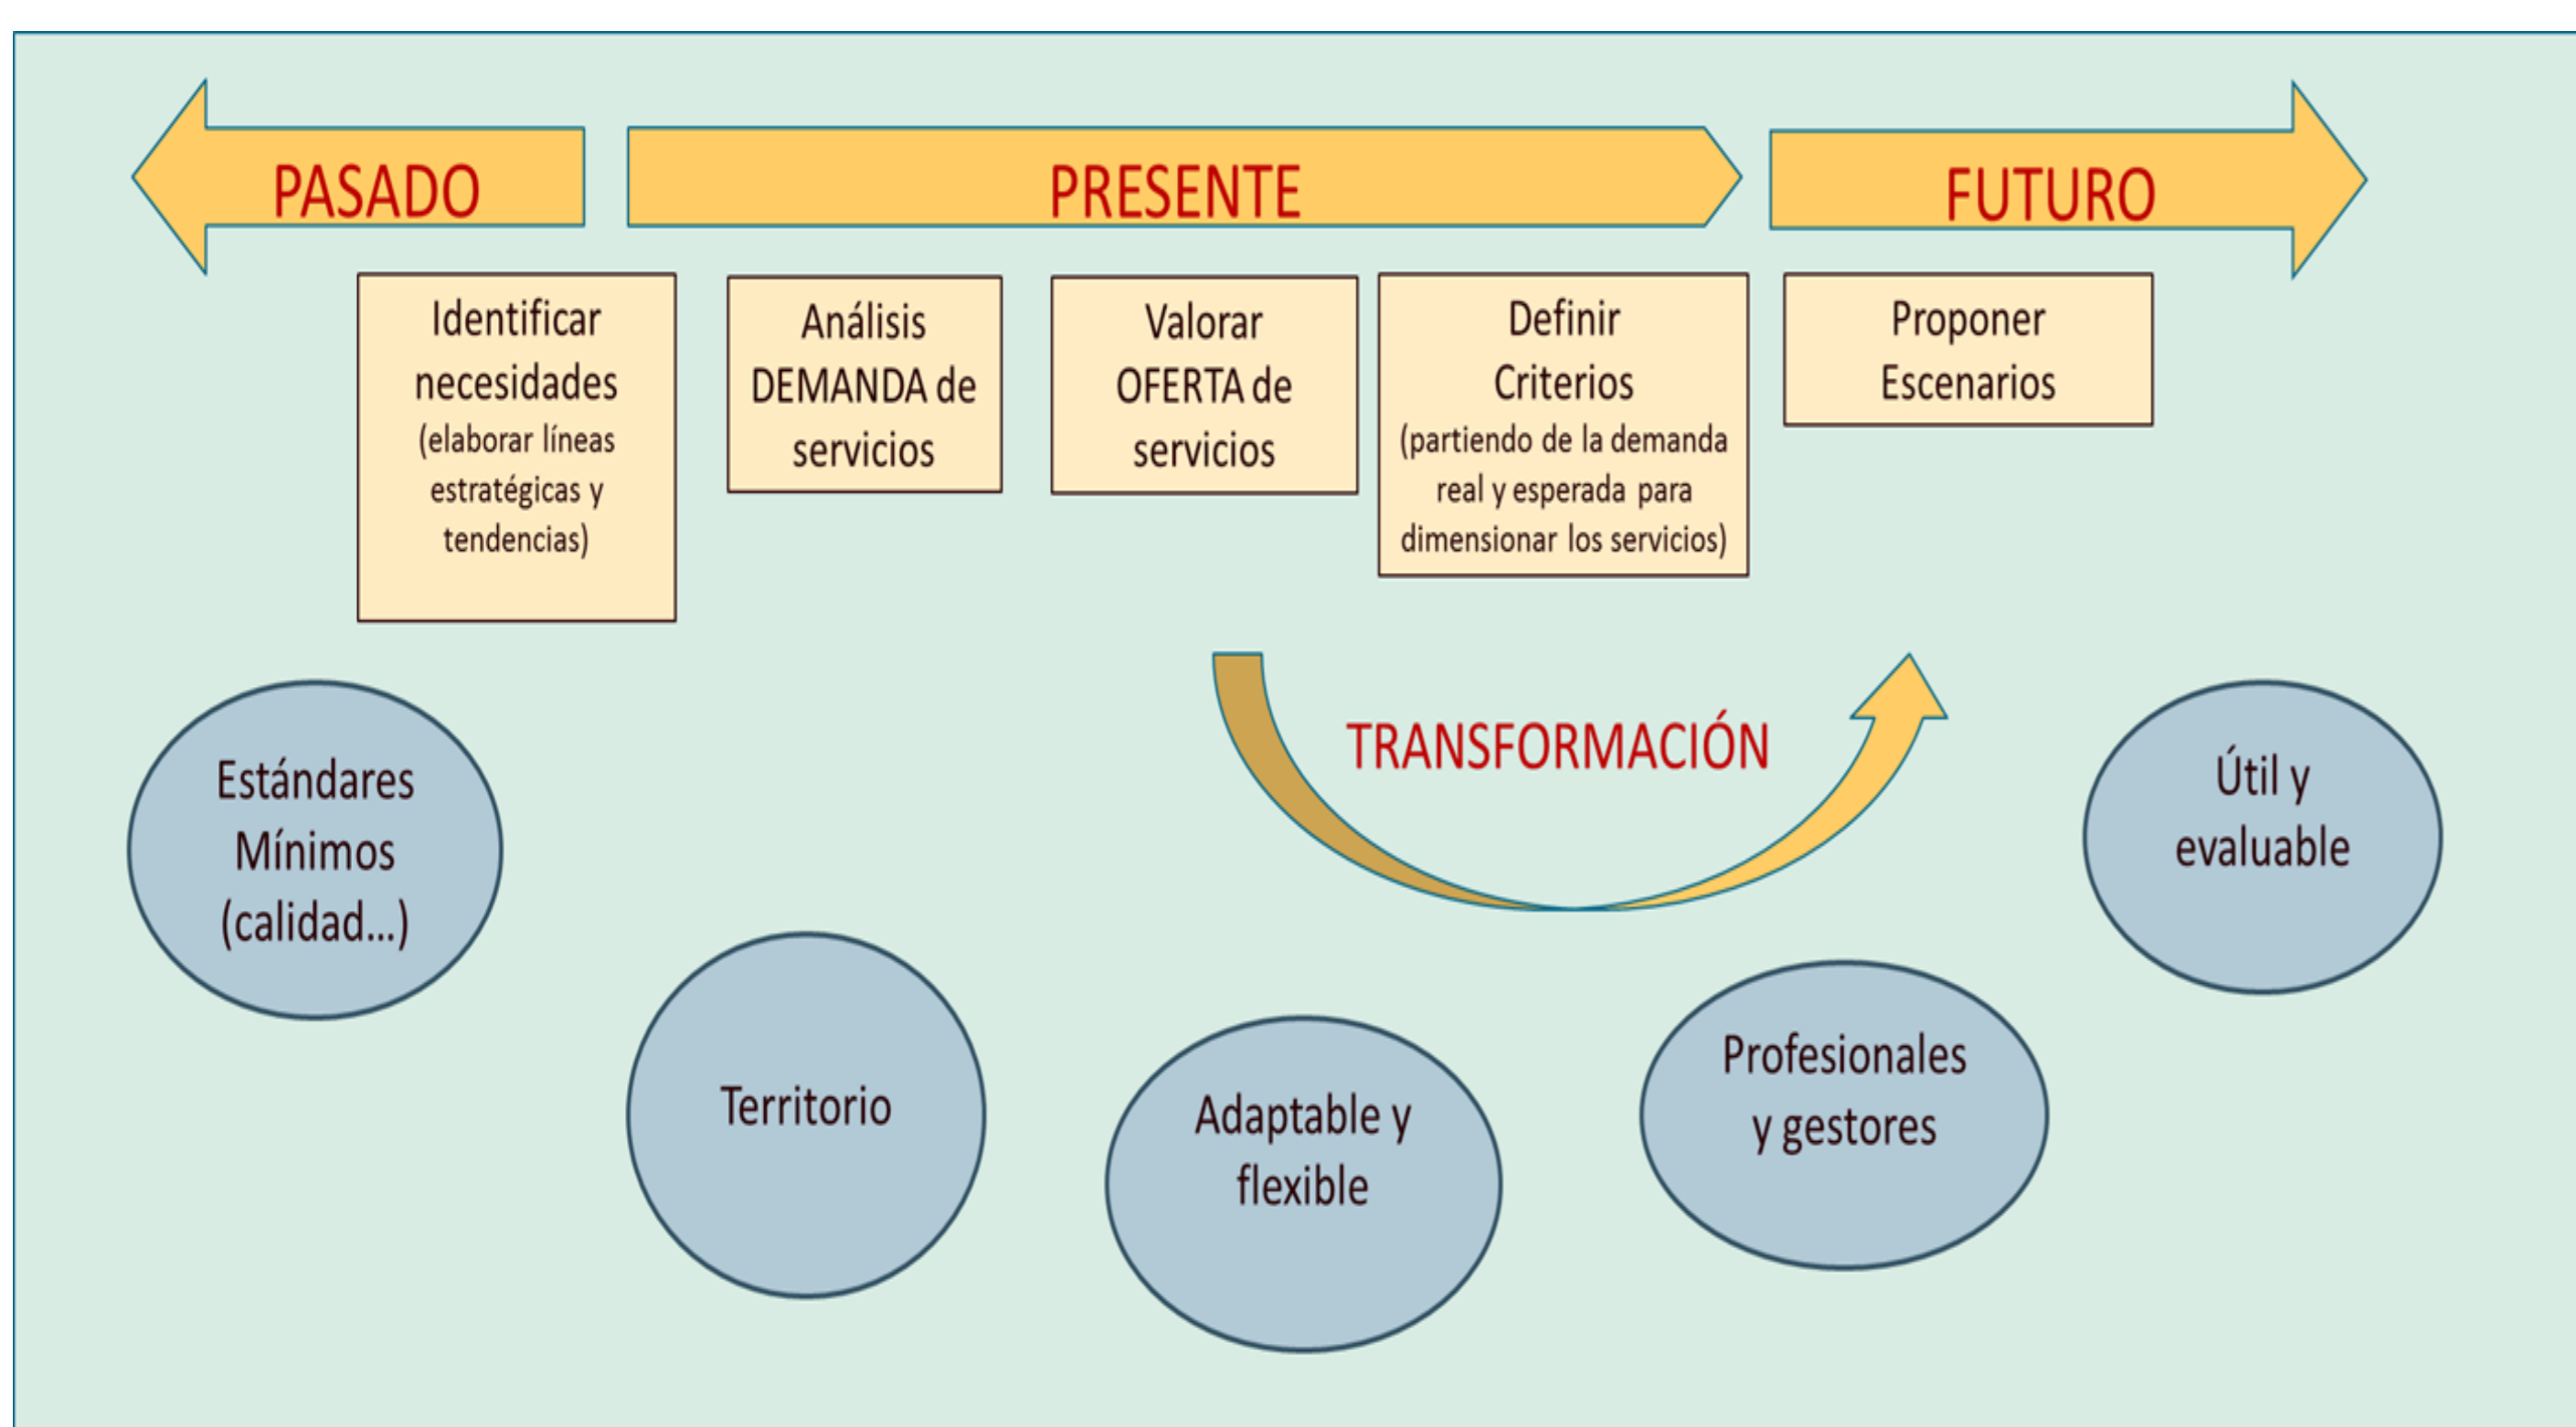 PASADO
PRESENTE
FUTURO
Identificar
necesidades
(elaborar líneas
estratégicas y
tendencias)
Análisis
DEMANDA de
servicios
Valorar
OFERTA de
servicios
Definir
Criterios
(partiendo de la demanda
real y esperada para
dimensionar los servicios)
Proponer
Escenarios
TRANSFORMACIÓN
Estándares
Mínimos
(calidad...)
Territorio
Adaptable y
flexible
Profesionales
y gestores
Útil y
evaluable